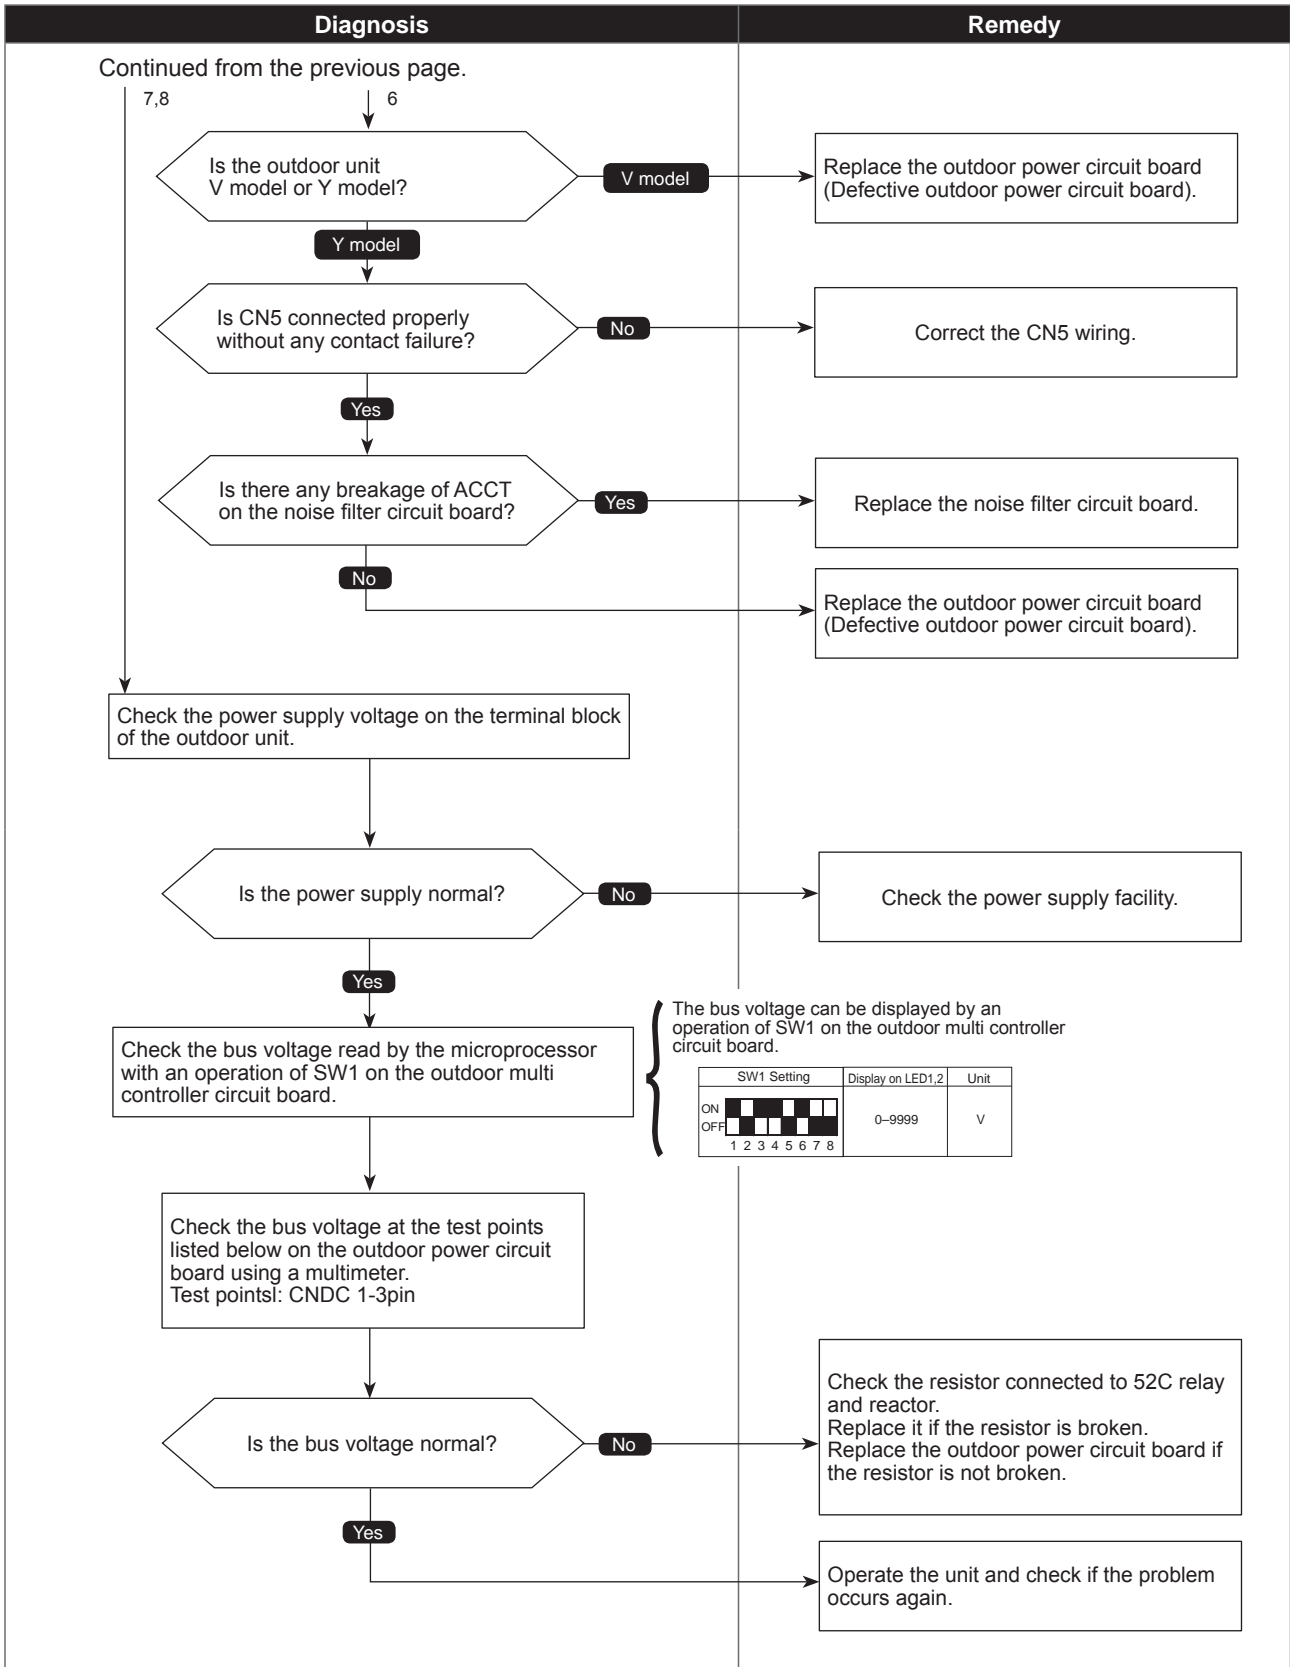 Diagnosis
Remedy
Continued from the previous page.
7,8
6
Is the outdoor unit
V model or Y model?
V model
Replace the outdoor power circuit board
(Defective outdoor power circuit board).
Y model
Is CN5 connected properly
without any contact failure?
No
Correct the CN5 wiring.
Yes
Is there any breakage of ACCT
on the noise filter circuit board?
Yes
Replace the noise filter circuit board.
No
Replace the outdoor power circuit board
(Defective outdoor power circuit board).
Check the power supply voltage on the terminal block
of the outdoor unit.
Is the power supply normal?
No
Check the power supply facility.
Yes
Check the bus voltage read by the microprocessor
with an operation of SW1 on the outdoor multi
controller circuit board.
The bus voltage can be displayed by an
operation of SW1 on the outdoor multi controller
circuit board.
SW1 Setting
Display on LED1,2
Unit
ON
OFF
1 2 3 4 5 6 7 8
0–9999
V
Check the bus voltage at the test points
listed below on the outdoor power circuit
board using a multimeter.
Test pointsl: CNDC 1-3pin
Is the bus voltage normal?
No
Check the resistor connected to 52C relay
and reactor.
Replace it if the resistor is broken.
Replace the outdoor power circuit board if
the resistor is not broken.
Yes
Operate the unit and check if the problem
occurs again.